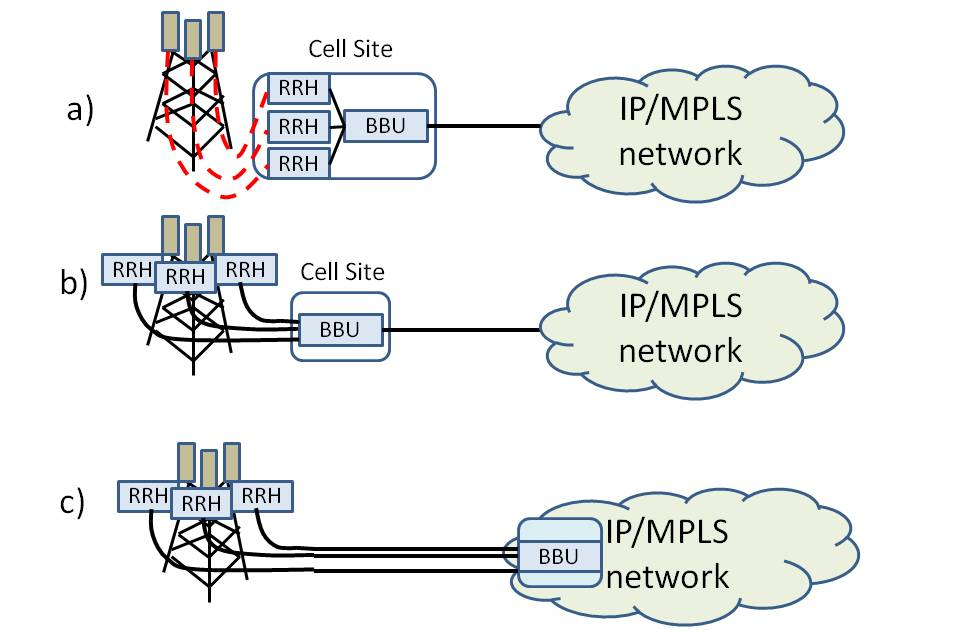 Cell Site
a)
RRH
RRH
RRH
BBU
IP/MPLS
network
b)
RRH
RRH
RRH
Cell Site
BBU
IP/MPLS
network
c)
RRH
RRH
RRH
BBU
IP/MPLS
network